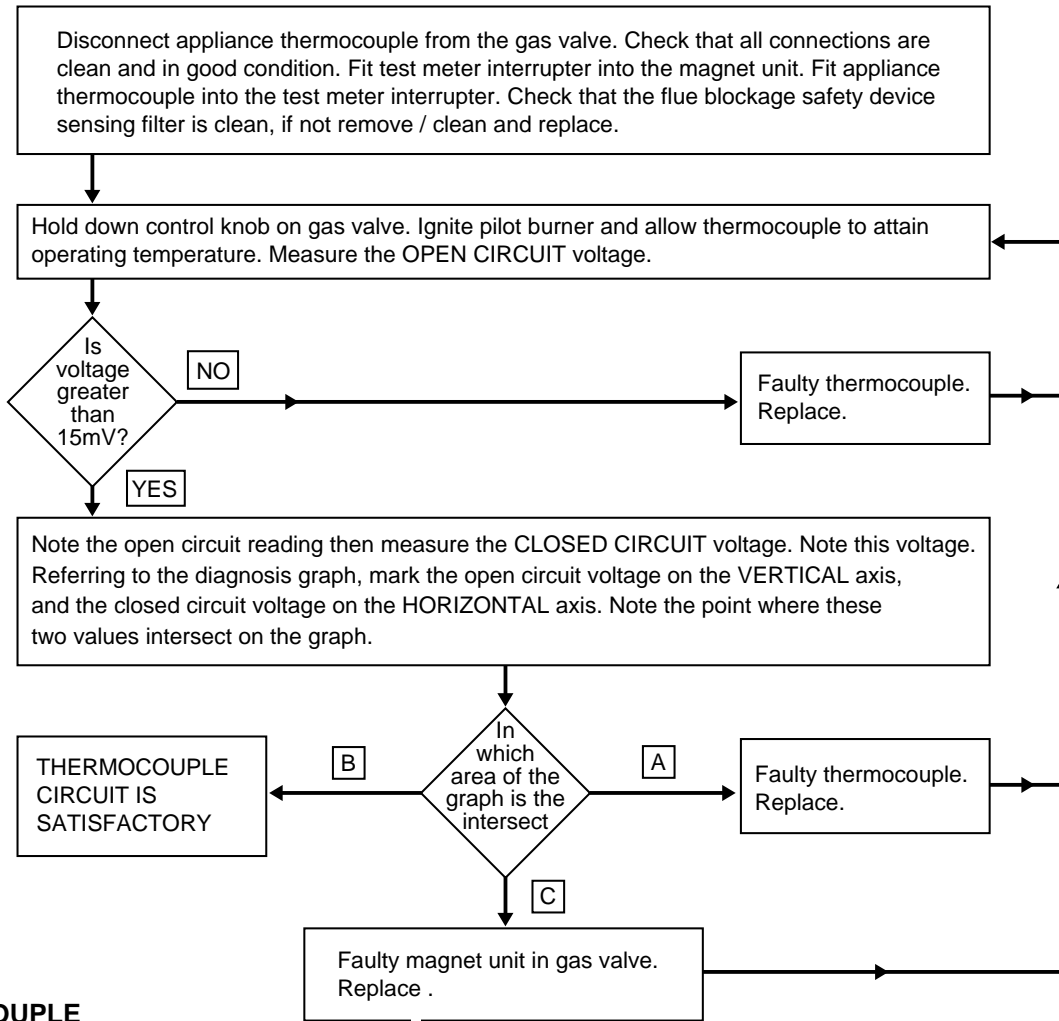 Disconnect appliance thermocouple from the gas valve. Check that all connections are
clean and in good condition. Fit test meter interrupter into the magnet unit. Fit appliance
thermocouple into the test meter interrupter. Check that the flue blockage safety device
sensing filter is clean, if not remove / clean and replace.
Hold down control knob on gas valve. Ignite pilot burner and allow thermocouple to attain
operating temperature. Measure the OPEN CIRCUIT voltage.
Is
voltage
greater
than
15mV?
NO
Faulty thermocouple.
Replace.
YES
Note the open circuit reading then measure the CLOSED CIRCUIT voltage. Note this voltage.
Referring to the diagnosis graph, mark the open circuit voltage on the VERTICAL axis,
and the closed circuit voltage on the HORIZONTAL axis. Note the point where these
two values intersect on the graph.
In
which
area of the
graph is the
intersect
B
THERMOCOUPLE
CIRCUIT IS
SATISFACTORY
A
Faulty thermocouple.
Replace.
C
Faulty magnet unit in gas valve.
Replace .
OUPLE